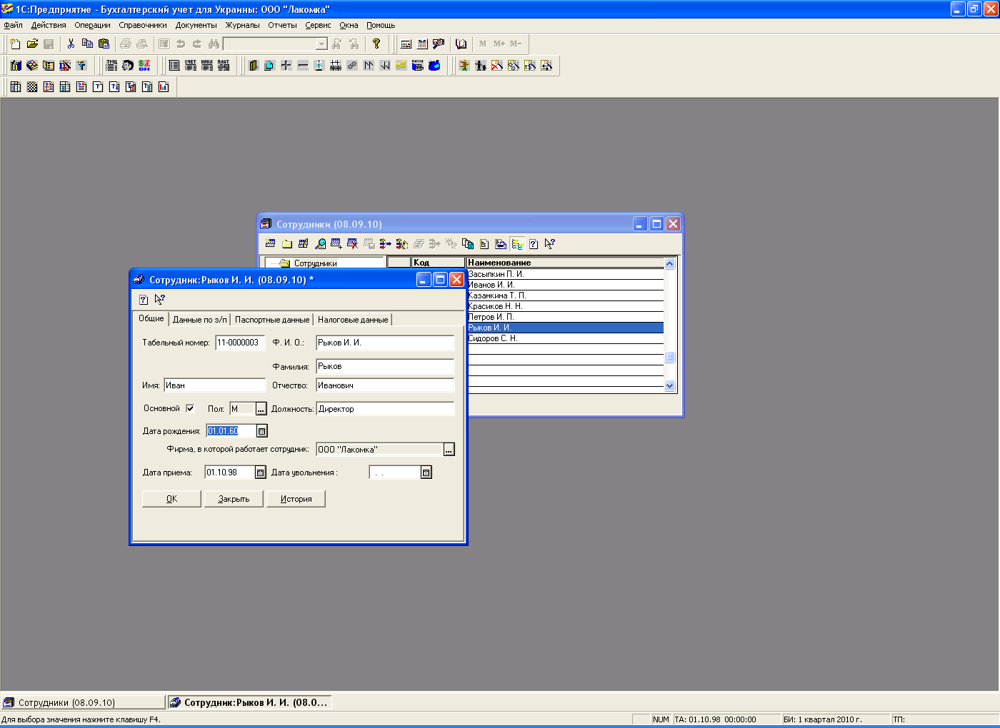 1С:Предприятие - Бухгалтерский учет для Украины: ООО "Лакомка"
Файл Действия Операции Справочники Документы Журналы Отчеты Сервис Окна Помощь
M M+ M-
ТМЦ СЧЕТ НАКЛ ПЛАТ КАССА
Сотрудники (08.09.10)
Сотрудники Код Наименование
Засыпкин П. И.
Иванов И. И.
Казанкина Т. П.
Красиков Н. Н.
Петров И. П.
Рыков И. И.
Сидоров С. Н.
Сотрудник:Рыков И. И. (08.09.10) *
Общие Данные по з/п Паспортные данные Налоговые данные
Табельный номер: 11-0000003 Ф. И. О.: Рыков И. И.
Фамилия: Рыков
Имя: Иван Отчество: Иванович
Основной Пол: М ... Должность: Директор
Дата рождения: 01.01.60
Фирма, в которой работает сотрудник: ООО "Лакомка" ...
Дата приема: 01.10.98 Дата увольнения : . .
OK Закрыть История
Сотрудники (08.09.10) Сотрудник:Рыков И. И. (08.0...
Для выбора значения нажмите клавишу F4. NUM ТА: 01.10.98 00:00:00 БИ: 1 квартал 2010 г. ТП: